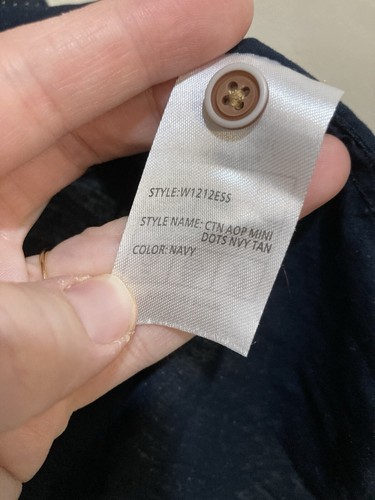 STYLE:W1212ESS
STYLE NAME: CTN AOP MINI
DOTS NVY TAN
COLOR: NAVY